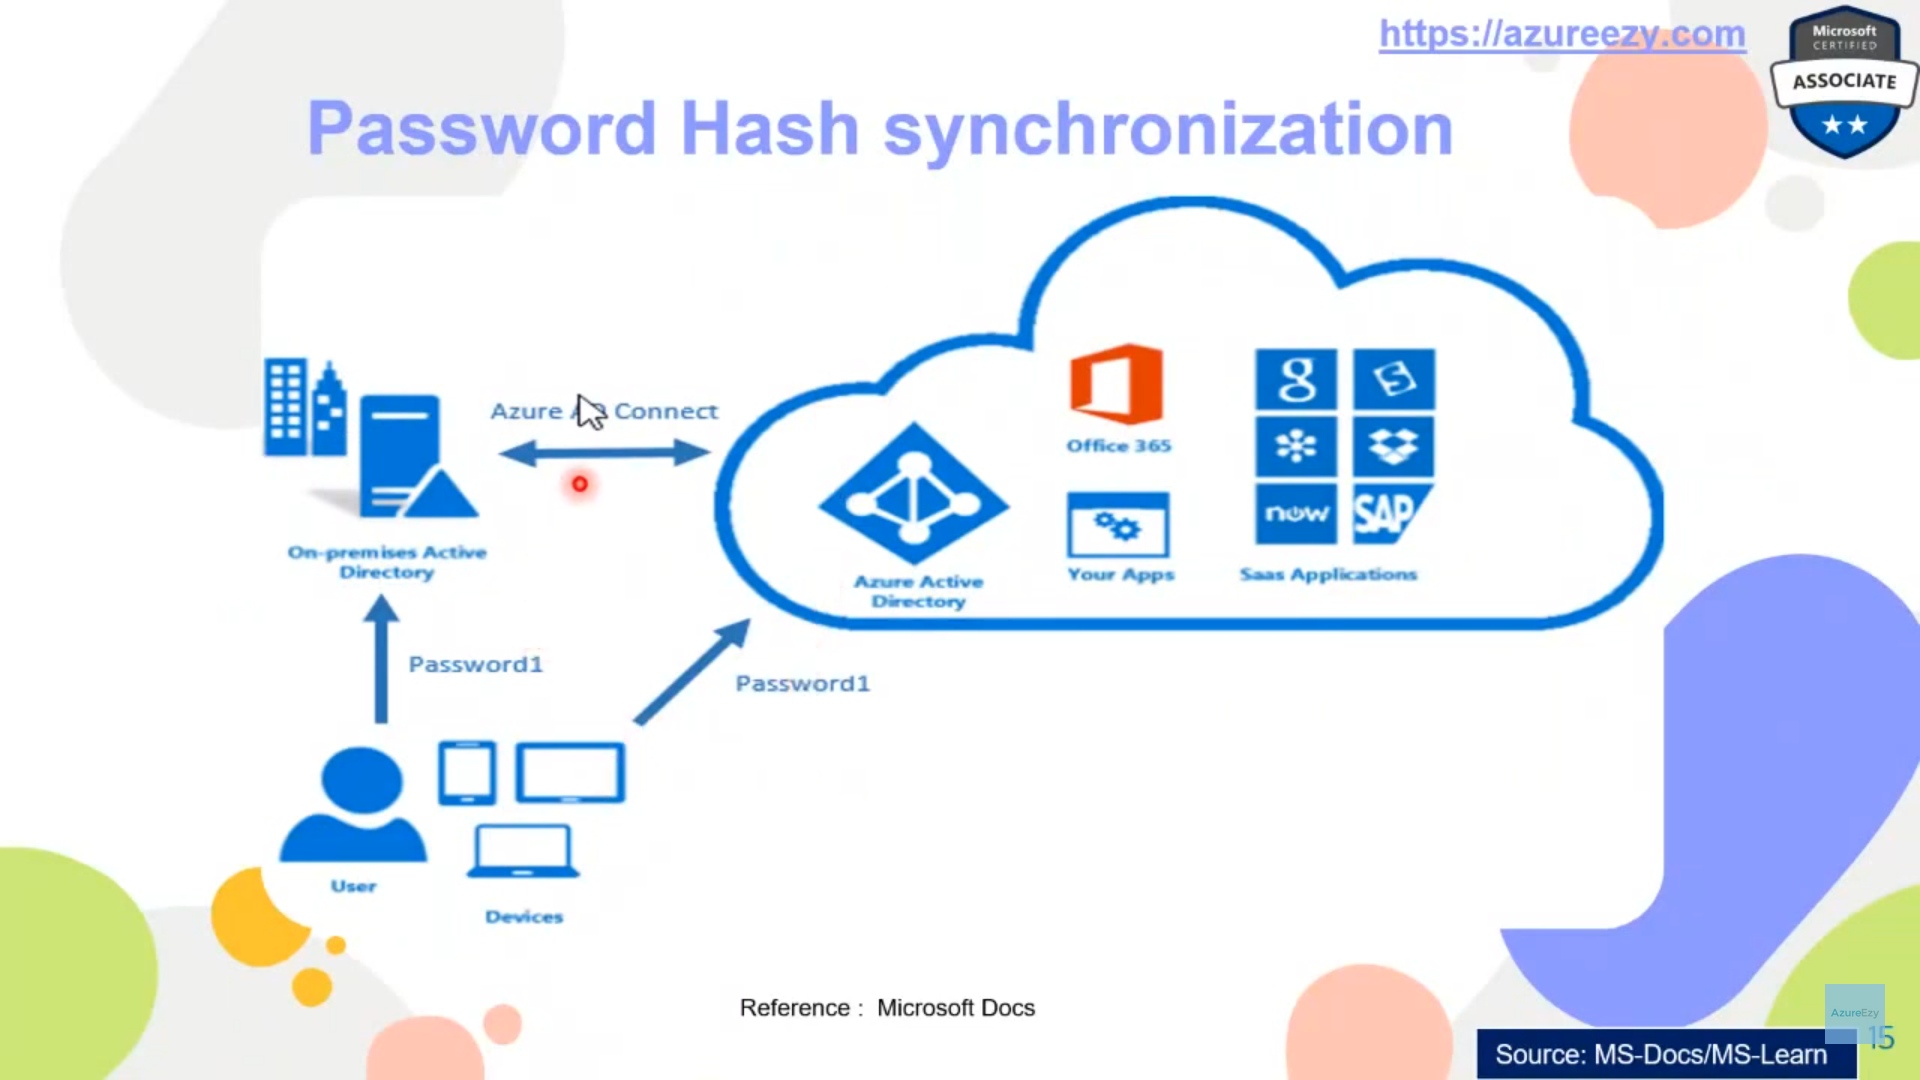 https://azureezy.com
Microsoft
CERTIFIED
ASSOCIATE
Password Hash synchronization
Azure Connect
Office 365
now SAP
On-premises Active
Directory
Azure Active
Directory
Your Apps
Saas Applications
Password1
Password1
User
Devices
Reference : Microsoft Docs
AzureEzy
15
Source: MS-Docs/MS-Learn